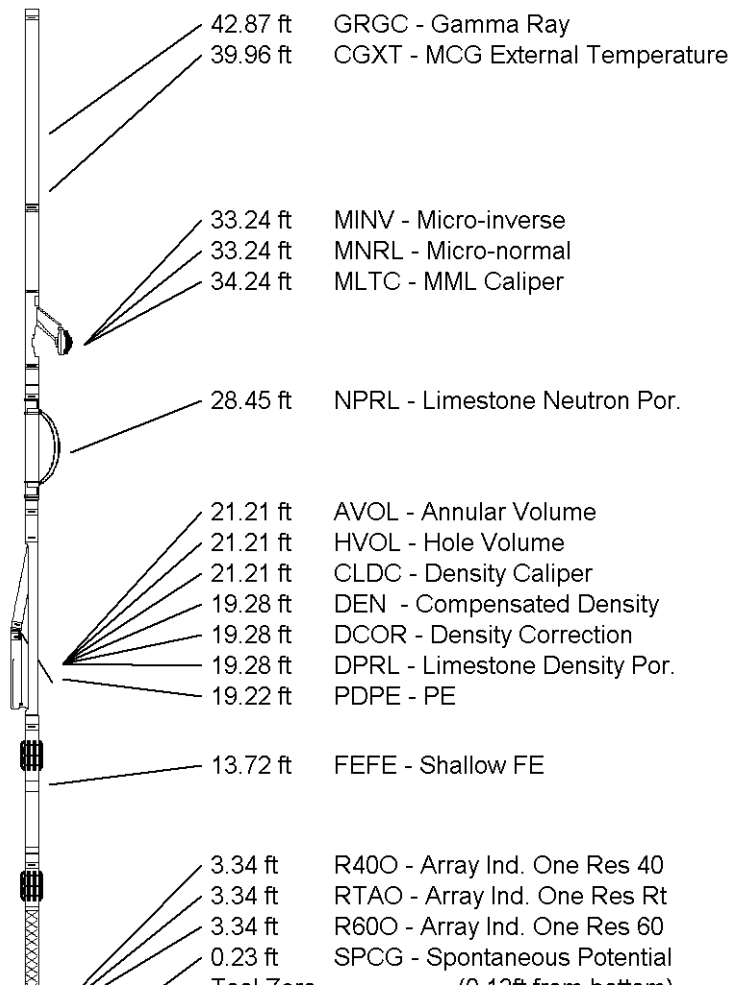 42.87 ft GRGC - Gamma Ray
39.96 ft CGXT - MCG External Temperature
33.24 ft MINV - Micro-inverse
33.24 ft MNRL - Micro-normal
34.24 ft MLTC - MML Caliper
28.45 ft NPRL - Limestone Neutron Por.
21.21 ft AVOL - Annular Volume
21.21 ft HVOL - Hole Volume
21.21 ft CLDC - Density Caliper
19.28 ft DEN - Compensated Density
19.28 ft DCOR - Density Correction
19.28 ft DPRL - Limestone Density Por.
19.22 ft PDPE - PE
13.72 ft FEFE - Shallow FE
3.34 ft R40O - Array Ind. One Res 40
3.34 ft RTAO - Array Ind. One Res Rt
3.34 ft R60O - Array Ind. One Res 60
0.23 ft SPCG - Spontaneous Potential
Tool Zero (0.13ft from bottom)